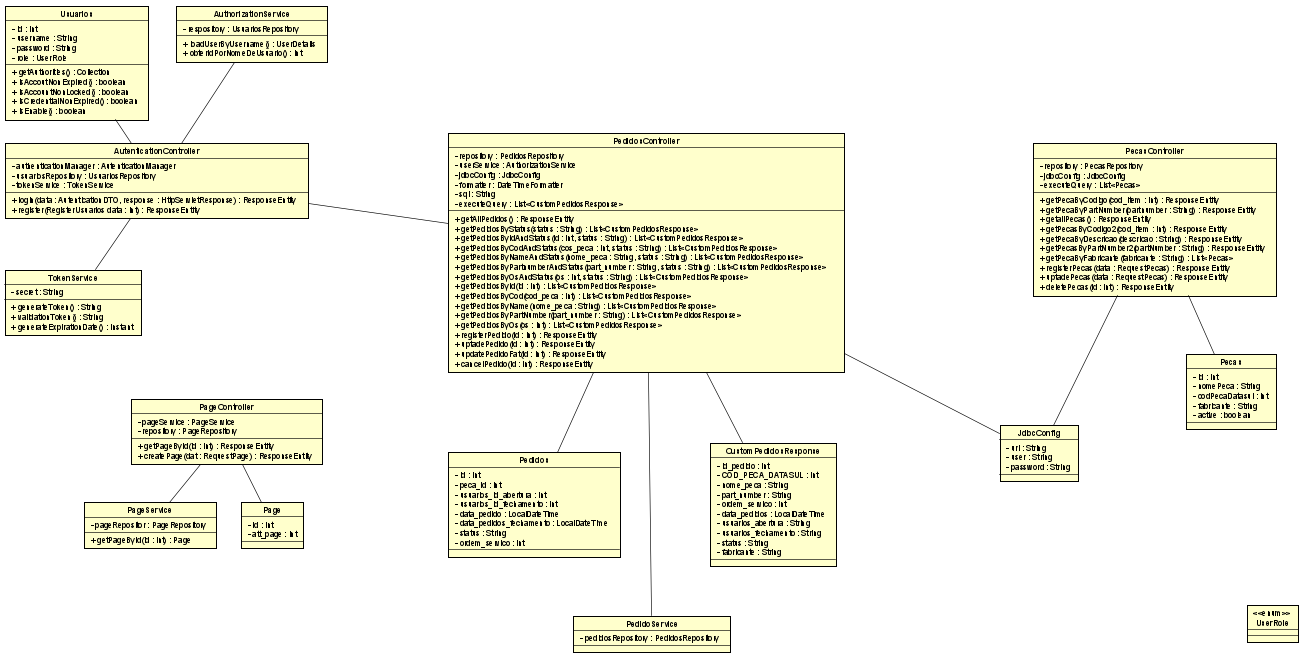 Usuarios
- id : int
- username : String
- password : String
- role : UserRole
+ getAuthorities() : Collection
+ isAccoutNonExpired() : boolean
+ isAccountNonLocked() : boolean
+ isCredentialNonExpired() : boolean
+ isEnable() : boolean
AuthorizationService
- respository : UsuariosRepository
+ loadUserByUsername() : UserDetails
+ obterIdPorNomeDeUsuario() : int
AutenticationController
- authenticationManager : AutenticationManager
- usuariosRepository : UsuariosRepository
- tokenService : TokenService
+ login(data : AutenticationDTO, response : HttpServletResponse) : ResponseEntity
+ register(RegisterUsuarios data : int) : ResponseEntity
TokenService
- secret : String
+ generateToken() : String
+ validationToken() : String
+ generateExpirationDate() : Instant
PedidosController
- repository : PedidosRepository
- userService : AuthorizationService
- jdbcConfig : JdbcConfig
- formatter : DateTimeFormatter
- sql : String
- executeQuery : List<CustomPedidosResponse>
+ getAllPedidos() : ResponseEntity
+ getPedidosByStatus(status : String) : List<CustomPedidosResponse>
+ getPedidosByIdAndStatus(id : int, status : String) : List<CustomPedidosResponse>
+ getPedidosByCodAndStatus(cos_peca : int, status : String) : List<CustomPedidosResponse>
+ getPedidosByNameAndStatus(nome_peca : String, status : String) : List<CustomPedidosResponse>
+ getPedidosByPartnumberAndStatus(part_number : String, status : String) : List<CustomPedidosResponse>
+ getPedidosByOsAndStatus(os : int, status : String) : List<CustomPedidosResponse>
+ getPedidosById(id : int) : List<CustomPedidosResponse>
+ getPedidosByCod(cod_peca : int) : List<CustomPedidosResponse>
+ getPedidosByName(nome_peca : String) : List<CustomPedidosResponse>
+ getPedidosByPartNumber(part_number : String) : List<CustomPedidosResponse>
+ getPedidosByOs(os : int) : List<CustomPedidosResponse>
+ registerPedido(id : int) : ResponseEntity
+ uptadePedido(id : int) : ResponseEntity
+ updatePedidoFat(id : int) : ResponseEntity
+ cancelPedido(id : int) : ResponseEntity
PecasController
- repository : PecasRepository
- jdbcConfig : JdbcConfig
- executeQuery : List<Pecas>
+ getPecaByCodigo(cod_item : int) : ResponseEntity
+ getPecaByPartNumber(partnumber : String) : ResponseEntity
+ getallPecas() : ResponseEntity
+ getPecasByCodigo2(cod_item : int) : ResponseEntity
+ getPecaByDescricao(descricao : String) : ResponseEntity
+ getPecasByPartNumber2(partNumber : String) : ResponseEntity
+ getPecaByFabricante(fabricante : String) : List<Pecas>
+ registerPecas(data : RequestPecas) : ResponseEntity
+ uptadePecas(data : RequestPecas) : ResponseEntity
+ deletePecas(id : int) : ResponseEntity
Pecas
- id : int
- nomePeca : String
- codPecaDatasul : int
- fabricante : String
- active : boolean
JdbcConfig
- url : String
- user : String
- password : String
PageController
- pageService : PageService
- repository : PageRepository
+ getPageById(id : int) : ResponseEntity
+ createPage(dat : RequestPage) : ResponseEntity
PageService
- pageRepositor : PageRepository
+ getPageById(id : int) : Page
Page
- id : int
- att_page : int
Pedidos
- id : int
- peca_id : int
- usuarios_id_abertura : int
- usuarios_id_fechamento : int
- data_pedido : LocalDateTime
- data_pedidos_fechamento : LocalDateTime
- status : String
- ordem_servico : int
CustomPedidosResponse
- id_pedido : int
- COD_PECA_DATASUL : int
- nome_peca : String
- part_number : String
- ordem_servico : int
- data_pedidos : LocalDateTime
- usuarios_abertura : String
- usuarios_fechamento : String
- status : String
- fabricante : String
PedidoService
- pedidosRepository : PedidosRepository
<<enum>>
UserRole